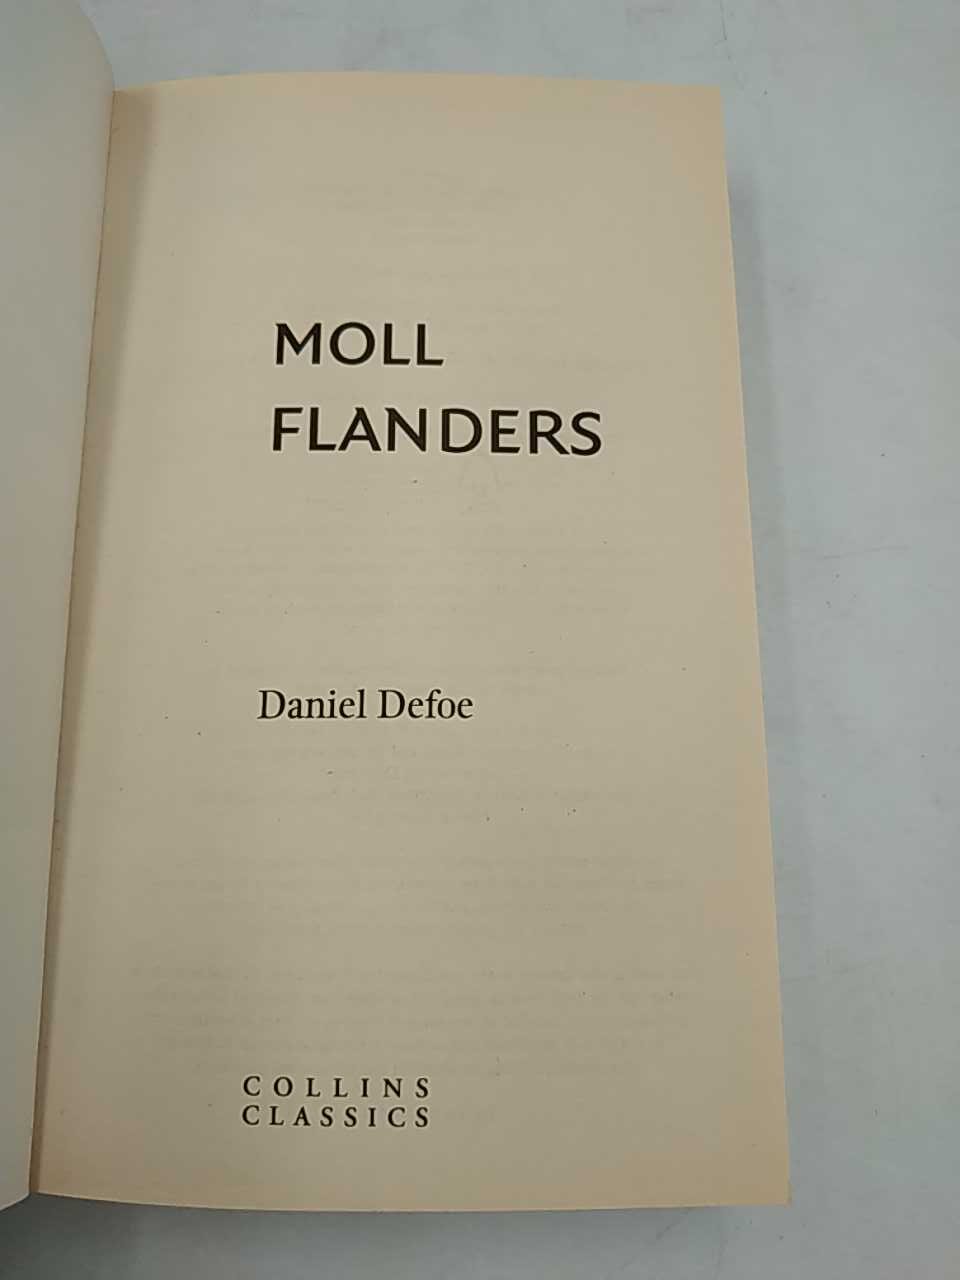 MOLL
FLANDERS
Daniel Defoe
COLLINS
CLASSICS